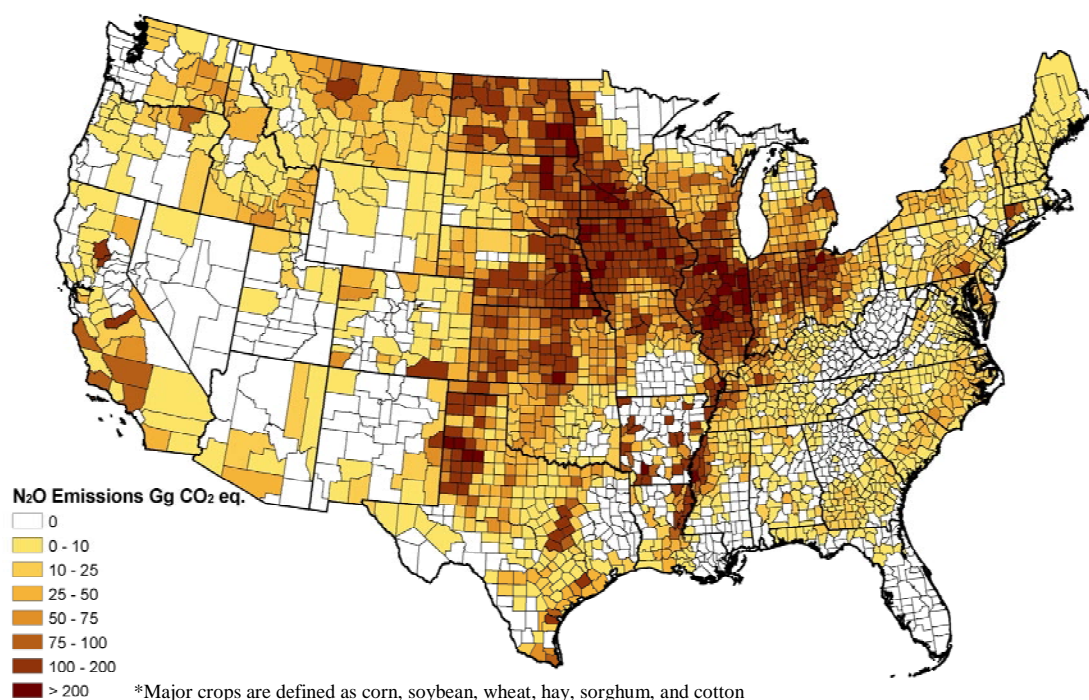 N₂O Emissions Gg CO₂ eq.
0
0 - 10
10 - 25
25 - 50
50 - 75
75 - 100
100 - 200
> 200
*Major crops are defined as corn, soybean, wheat, hay, sorghum, and cotton